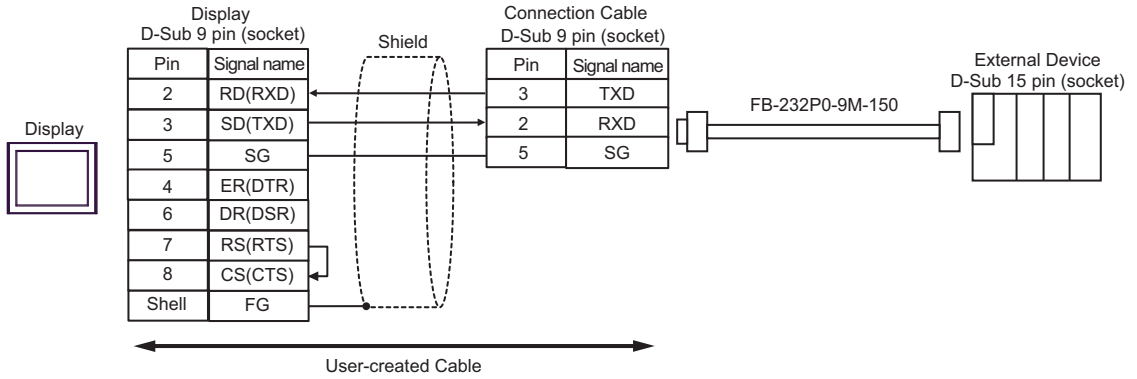 Display
D-Sub 9 pin (socket)
Shield
Connection Cable
D-Sub 9 pin (socket)
External Device
D-Sub 15 pin (socket)
Pin Signal name
2 RD(RXD)
3 SD(TXD)
5 SG
4 ER(DTR)
6 DR(DSR)
7 RS(RTS)
8 CS(CTS)
Shell FG
Pin Signal name
3 TXD
2 RXD
5 SG
FB-232P0-9M-150
Display
User-created Cable